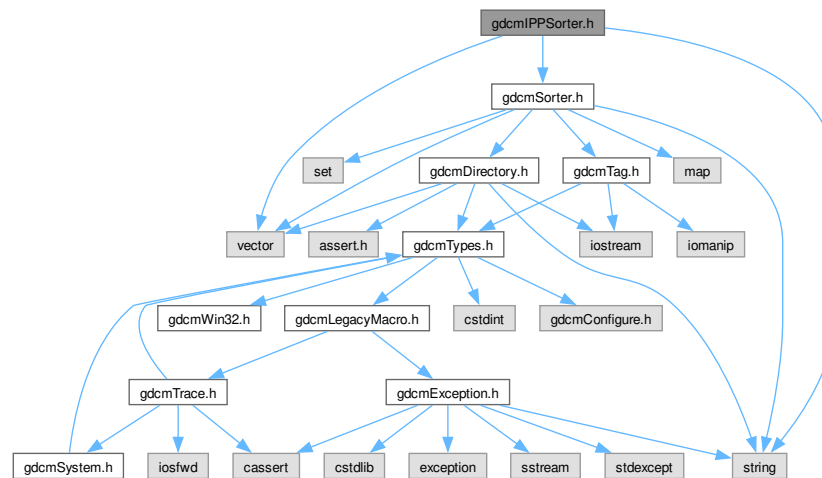 gdcmIPPSorter.h
gdcmSorter.h
set
gdcmDirectory.h
gdcmTag.h
map
vector
assert.h
gdcmTypes.h
iostream
iomanip
gdcmWin32.h
gdcmLegacyMacro.h
cstdint
gdcmConfigure.h
gdcmTrace.h
gdcmException.h
gdcmSystem.h
iosfwd
cassert
cstdlib
exception
sstream
stdexcept
string